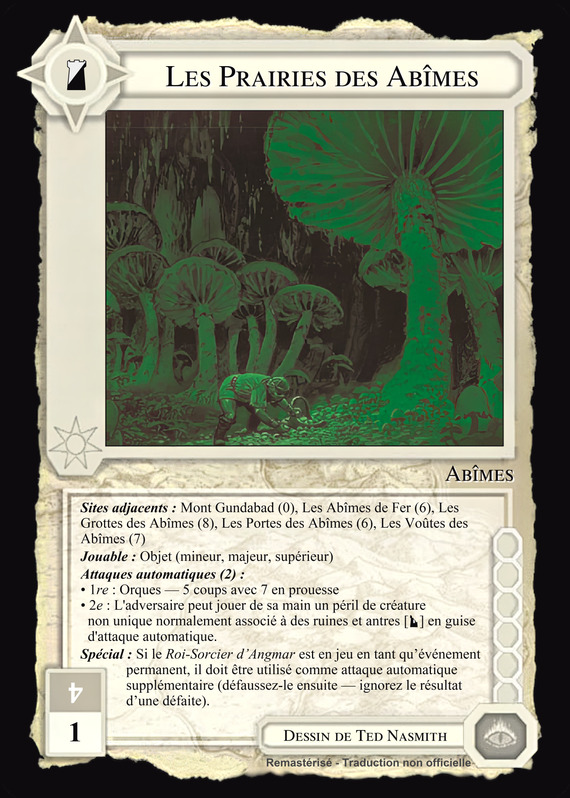 Les Prairies des Abîmes
Abîmes
Sites adjacents : Mont Gundabad (0), Les Abîmes de Fer (6), Les
Grottes des Abîmes (8), Les Portes des Abîmes (6), Les Voûtes des
Abîmes (7)
Jouable : Objet (mineur, majeur, supérieur)
Attaques automatiques (2) :
• 1re : Orques — 5 coups avec 7 en prouesse
• 2e : L'adversaire peut jouer de sa main un péril de créature
non unique normalement associé à des ruines et antres [] en guise
d'attaque automatique.
Spécial : Si le Roi-Sorcier d'Angmar est en jeu en tant qu'événement
permanent, il doit être utilisé comme attaque automatique
supplémentaire (défaussez-le ensuite — ignorez le résultat
d'une défaite).
4
1
Dessin de Ted Nasmith
Remastérisé - Traduction non officielle